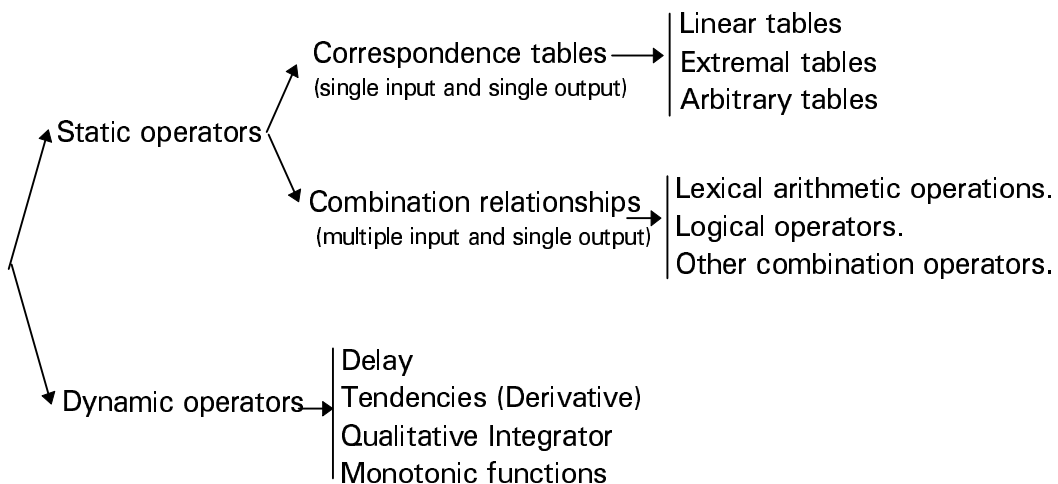 Static operators
Correspondence tables
(single input and single output)
Linear tables
Extremal tables
Arbitrary tables
Combination relationships
(multiple input and single output)
Lexical arithmetic operations.
Logical operators.
Other combination operators.
Dynamic operators
Delay
Tendencies (Derivative)
Qualitative Integrator
Monotonic functions